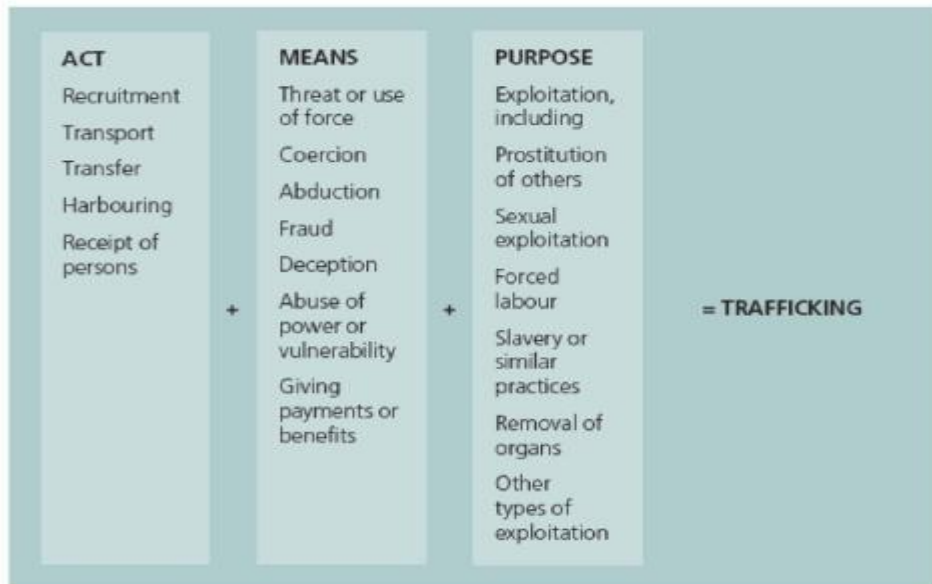 ACT
Recruitment
Transport
Transfer
Harbouring
Receipt of
persons
+
MEANS
Threat or use
of force
Coercion
Abduction
Fraud
Deception
Abuse of
power or
vulnerability
Giving
payments or
benefits
+
PURPOSE
Exploitation,
including
Prostitution
of others
Sexual
exploitation
Forced
labour
Slavery or
similar
practices
Removal of
organs
Other
types of
exploitation
= TRAFFICKING